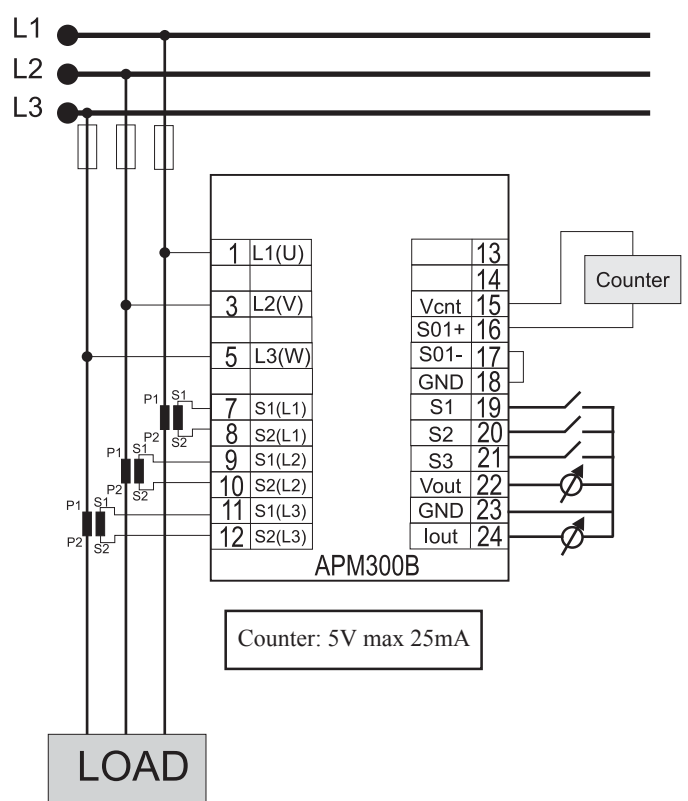 L1
L2
L3
1 L1(U)
3 L2(V)
5 L3(W)
P1 S1
P2 S2
7 S1(L1)
8 S2(L1)
P1 S1
P2 S2
9 S1(L2)
10 S2(L2)
P1 S1
P2 S2
11 S1(L3)
12 S2(L3)
13
14
Vcnt 15
S01+ 16
S01- 17
GND 18
S1 19
S2 20
S3 21
Vout 22
GND 23
Iout 24
Counter
APM300B
Counter: 5V max 25mA
LOAD